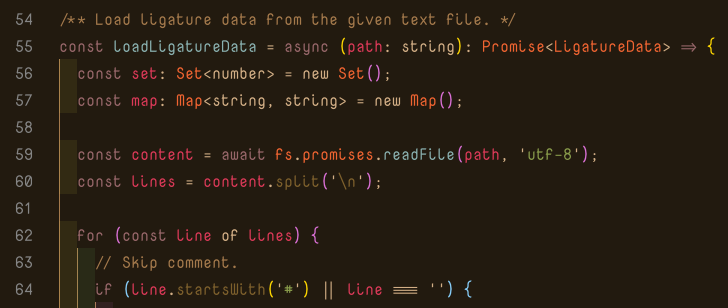 54 /** Load ligature data from the given text file. */
55 const loadLigatureData = async (path: string): Promise<LigatureData> => {
56 const set: Set<number> = new Set();
57 const map: Map<string, string> = new Map();
58
59 const content = await fs.promises.readFile(path, 'utf-8');
60 const lines = content.split('\n');
61
62 for (const line of lines) {
63 // Skip comment.
64 if (line.startsWith('#') || line === '') {